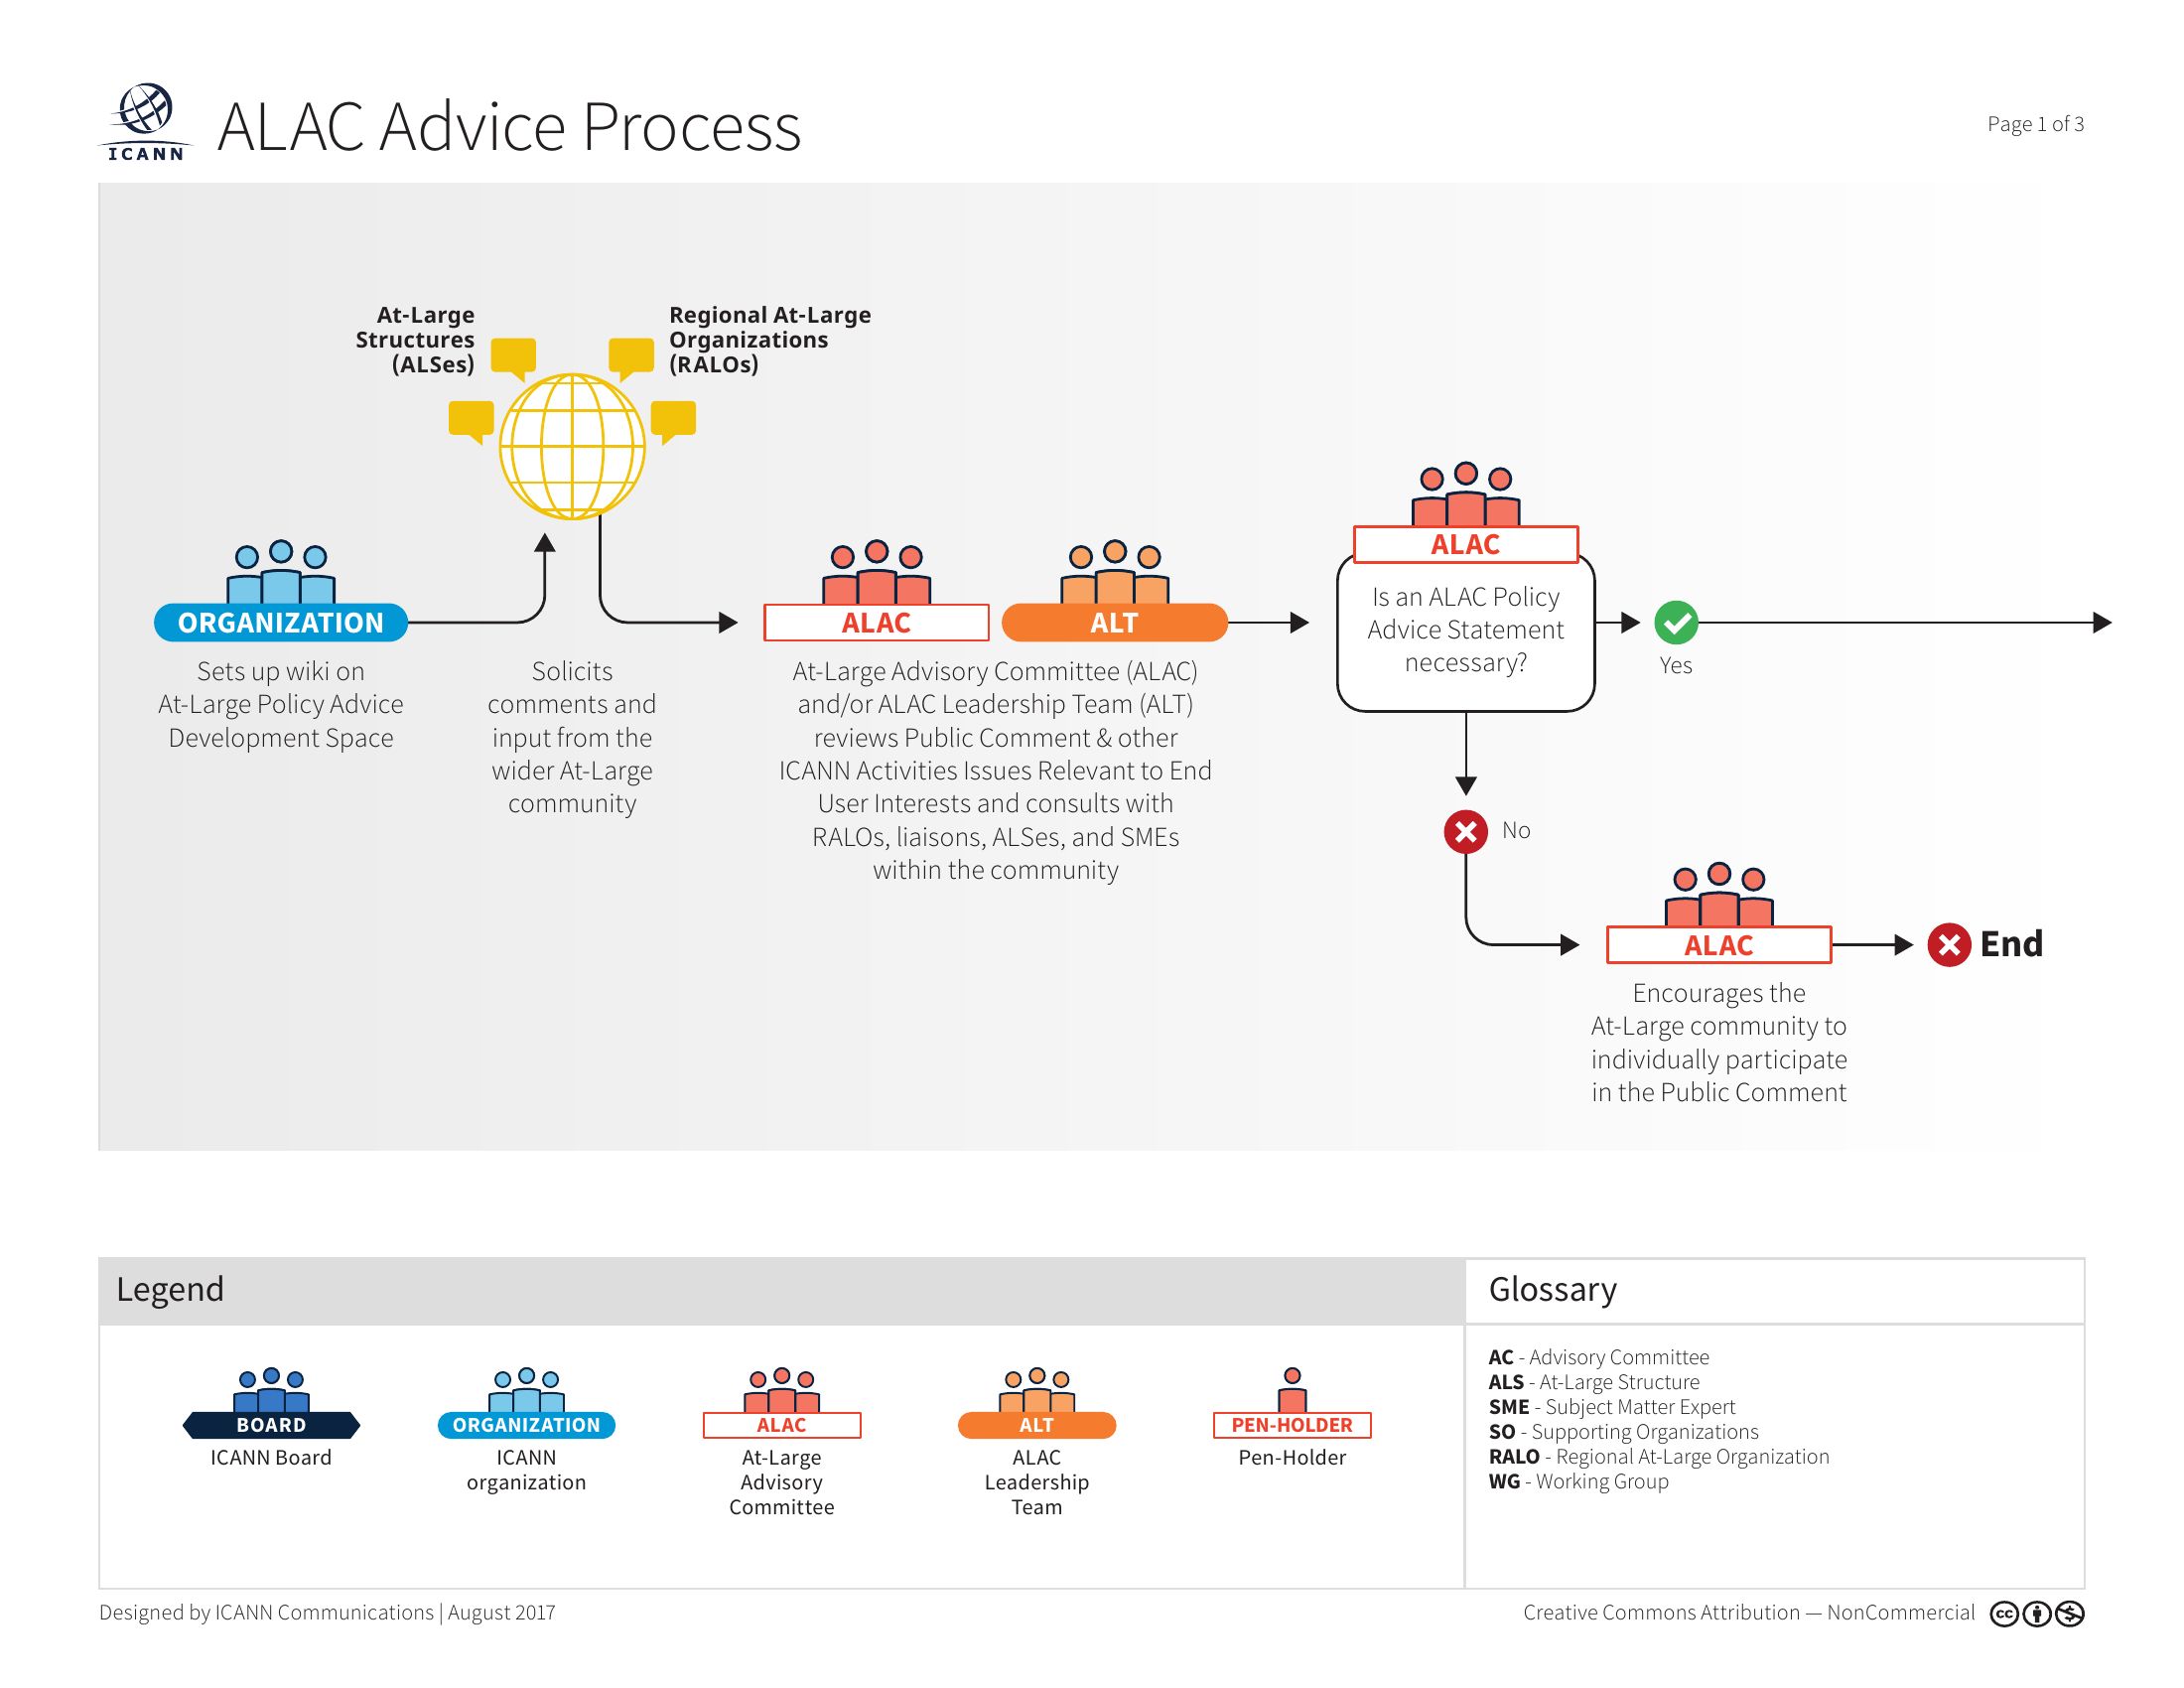 ICANN
ALAC Advice Process
Page 1 of 3
At-Large
Structures
(ALSes)
Regional At-Large
Organizations
(RALOs)
ORGANIZATION
Sets up wiki on
At-Large Policy Advice
Development Space
Solicits
comments and
input from the
wider At-Large
community
ALAC
ALT
At-Large Advisory Committee (ALAC)
and/or ALAC Leadership Team (ALT)
reviews Public Comment & other
ICANN Activities Issues Relevant to End
User Interests and consults with
RALOs, liaisons, ALSes, and SMEs
within the community
ALAC
Is an ALAC Policy
Advice Statement
necessary?
Yes
No
ALAC
End
Encourages the
At-Large community to
individually participate
in the Public Comment
Legend
BOARD
ICANN Board
ORGANIZATION
ICANN
organization
ALAC
At-Large
Advisory
Committee
ALT
ALAC
Leadership
Team
PEN-HOLDER
Pen-Holder
Glossary
AC - Advisory Committee
ALS - At-Large Structure
SME - Subject Matter Expert
SO - Supporting Organizations
RALO - Regional At-Large Organization
WG - Working Group
Designed by ICANN Communications | August 2017
Creative Commons Attribution — NonCommercial
cc